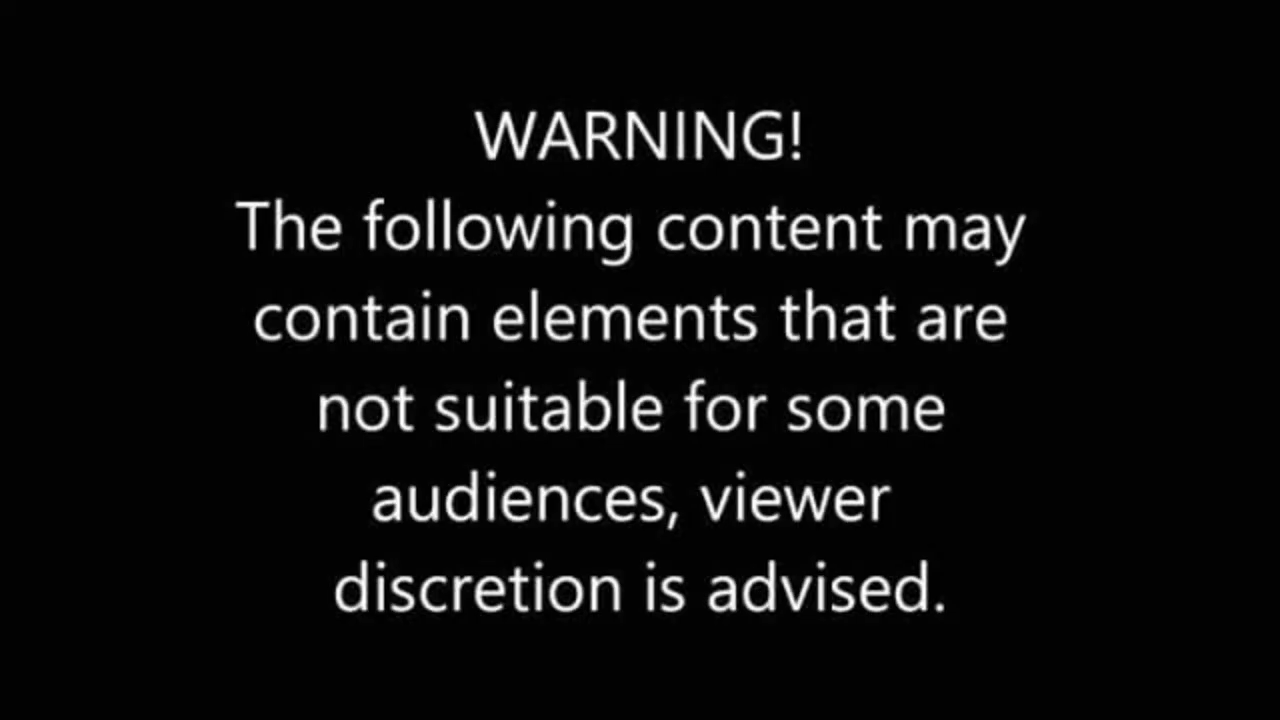 WARNING!
The following content may
contain elements that are
not suitable for some
audiences, viewer
discretion is advised.